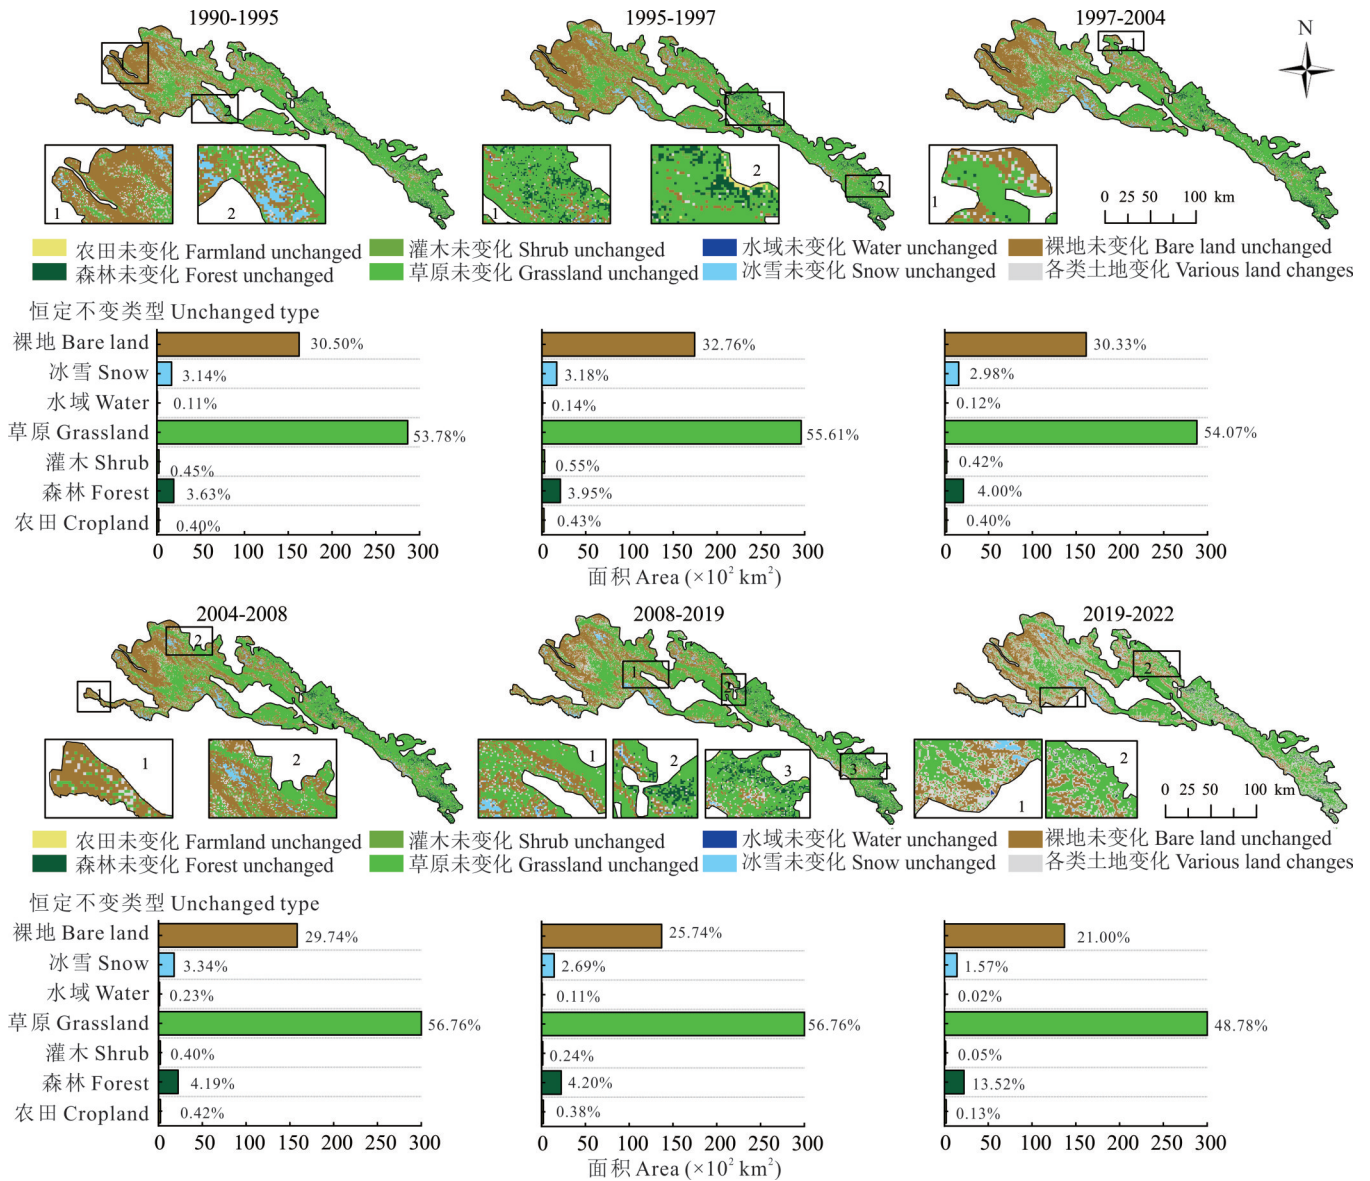 1990-1995
1995-1997
1997-2004
N
1
2
1
2
1
1
2
1
2
1
0 25 50 100 km
农田未变化 Farmland unchanged
灌木未变化 Shrub unchanged
水域未变化 Water unchanged
裸地未变化 Bare land unchanged
森林未变化 Forest unchanged
草原未变化 Grassland unchanged
冰雪未变化 Snow unchanged
各类土地变化 Various land changes
恒定不变类型 Unchanged type
裸地 Bare land 30.50% 32.76% 30.33%
冰雪 Snow 3.14% 3.18% 2.98%
水域 Water 0.11% 0.14% 0.12%
草原 Grassland 53.78% 55.61% 54.07%
灌木 Shrub 0.45% 0.55% 0.42%
森林 Forest 3.63% 3.95% 4.00%
农田 Cropland 0.40% 0.43% 0.40%
0 50 100 150 200 250 300
0 50 100 150 200 250 300
0 50 100 150 200 250 300
面积 Area (×10² km²)
2004-2008
2008-2019
2019-2022
1
2
1
2
3
1
2
1
2
1
2
3
1
2
0 25 50 100 km
农田未变化 Farmland unchanged
灌木未变化 Shrub unchanged
水域未变化 Water unchanged
裸地未变化 Bare land unchanged
森林未变化 Forest unchanged
草原未变化 Grassland unchanged
冰雪未变化 Snow unchanged
各类土地变化 Various land changes
恒定不变类型 Unchanged type
裸地 Bare land 29.74% 25.74% 21.00%
冰雪 Snow 3.34% 2.69% 1.57%
水域 Water 0.23% 0.11% 0.02%
草原 Grassland 56.76% 56.76% 48.78%
灌木 Shrub 0.40% 0.24% 0.05%
森林 Forest 4.19% 4.20% 13.52%
农田 Cropland 0.42% 0.38% 0.13%
0 50 100 150 200 250 300
0 50 100 150 200 250 300
0 50 100 150 200 250 300
面积 Area (×10² km²)